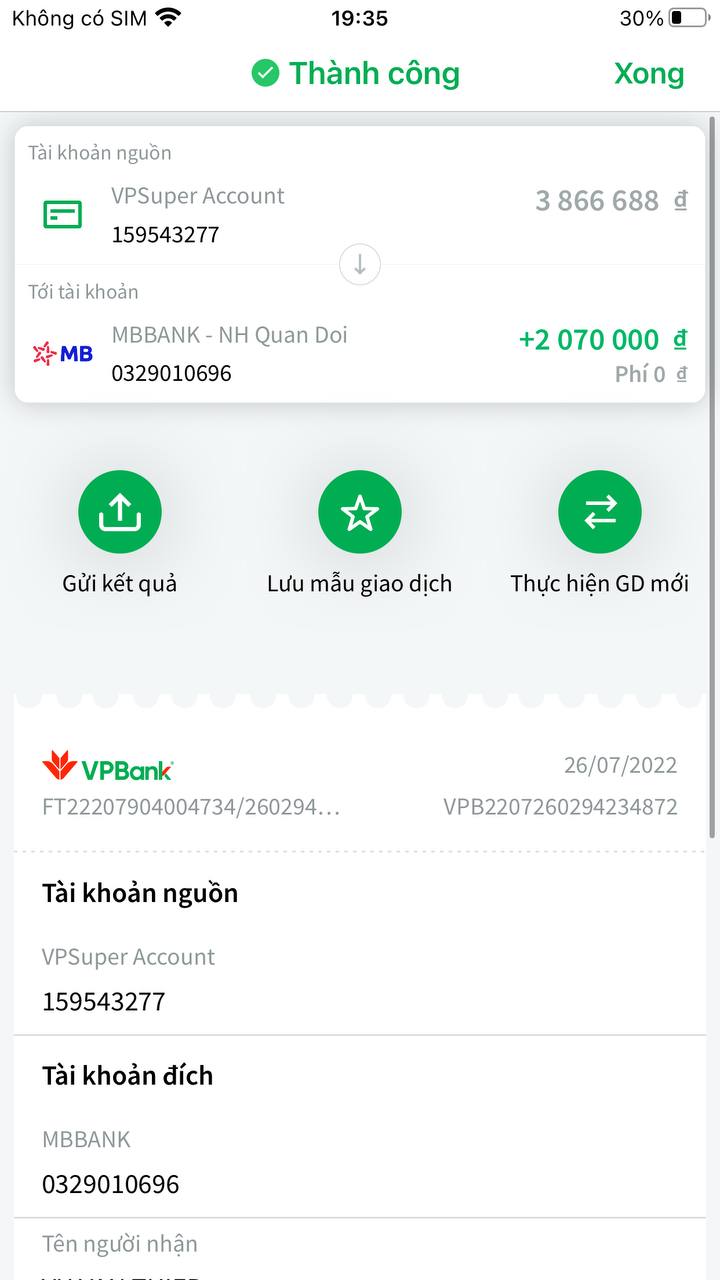 Không có SIM 19:35 30%
Thành công Xong
Tài khoản nguồn
VPSuper Account 3 866 688 đ
159543277
Tới tài khoản
MB MBBANK - NH Quan Doi +2 070 000 đ
0329010696 Phí 0 đ
Gửi kết quả Lưu mẫu giao dịch Thực hiện GD mới
VPBank 26/07/2022
FT22207904004734/260294... VPB2207260294234872
Tài khoản nguồn
VPSuper Account
159543277
Tài khoản đích
MBBANK
0329010696
Tên người nhận